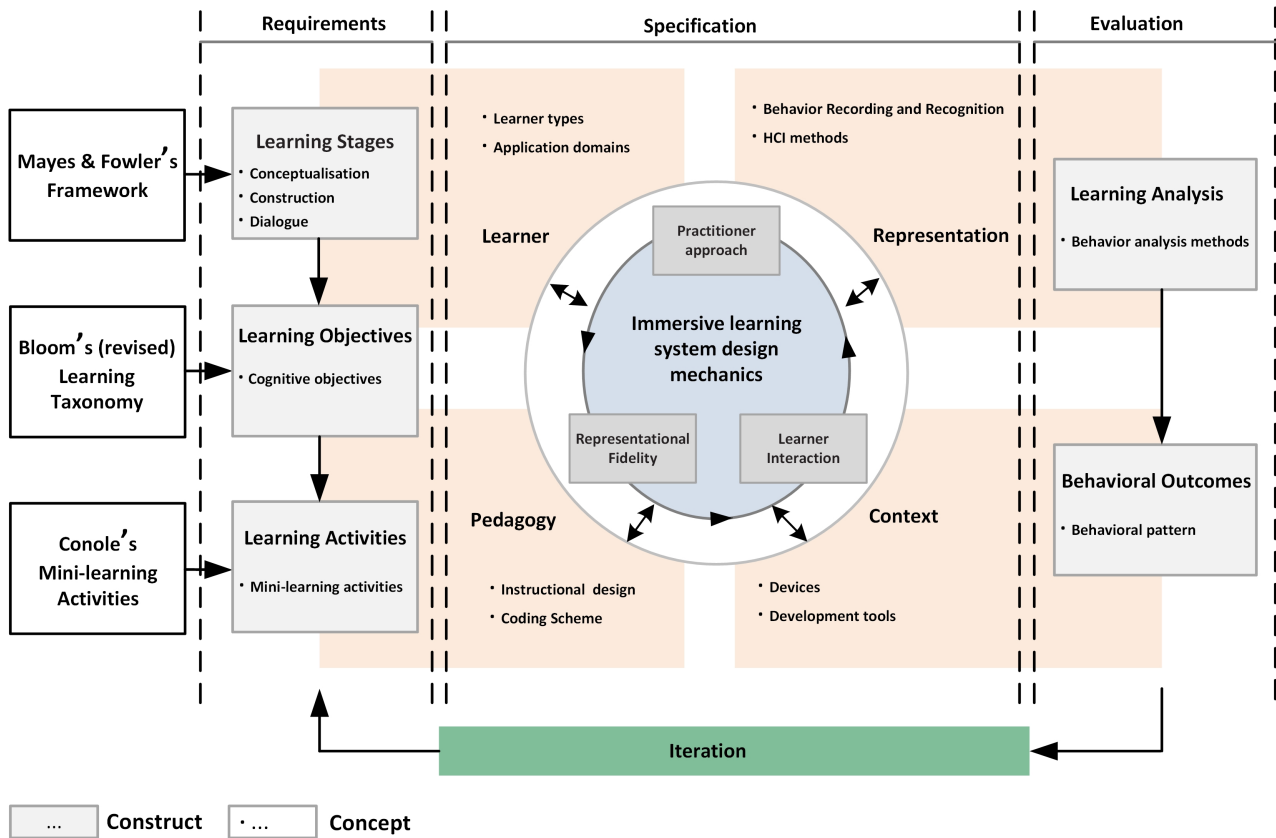 Requirements
Specification
Evaluation
Mayes & Fowler's
Framework
Learning Stages
· Conceptualisation
· Construction
· Dialogue
· Learner types
· Application domains
Learner
· Behavior Recording and Recognition
· HCI methods
Representation
Practitioner
approach
Immersive learning
system design
mechanics
Representational
Fidelity
Learner
Interaction
Learning Analysis
· Behavior analysis methods
Bloom's (revised)
Learning
Taxonomy
Learning Objectives
· Cognitive objectives
Conole's
Mini-learning
Activities
Learning Activities
· Mini-learning activities
Pedagogy
· Instructional design
· Coding Scheme
Context
· Devices
· Development tools
Behavioral Outcomes
· Behavioral pattern
Iteration
...
Construct
· ...
Concept